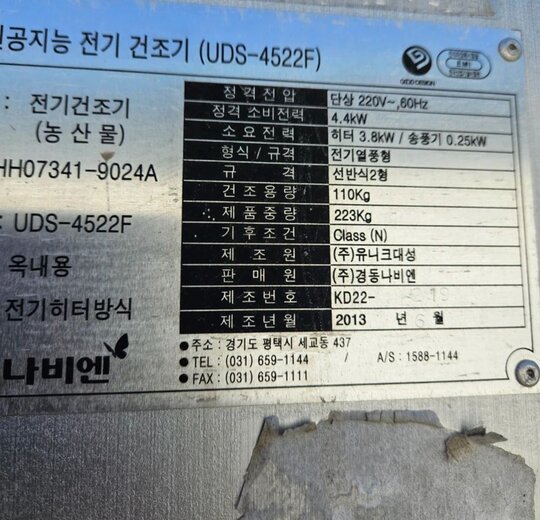 인공지능 전기 건조기 (UDS-4522F)
GOOD DESIGN
EMI
: 전기건조기
(농 산 물)
HH07341-9024A
: UDS-4522F
옥내용
전기히터방식
나비엔
정격전압 단상 220V~,60Hz
정격 소비전력 4.4kW
소요전력 히터 3.8kW / 송풍기 0.25kW
형식 / 규격 전기열풍형
규격 선반식2형
건조용량 110Kg
제품중량 223Kg
기후조건 Class (N)
제조원 (주)유니크대성
판매원 (주)경동나비엔
제조번호 KD22-
제조년월 2013 년 6 월
●주소: 경기도 평택시 세교동 437
●TEL : (031) 659-1144 / A/S : 1588-1144
●FAX : (031) 659-1111